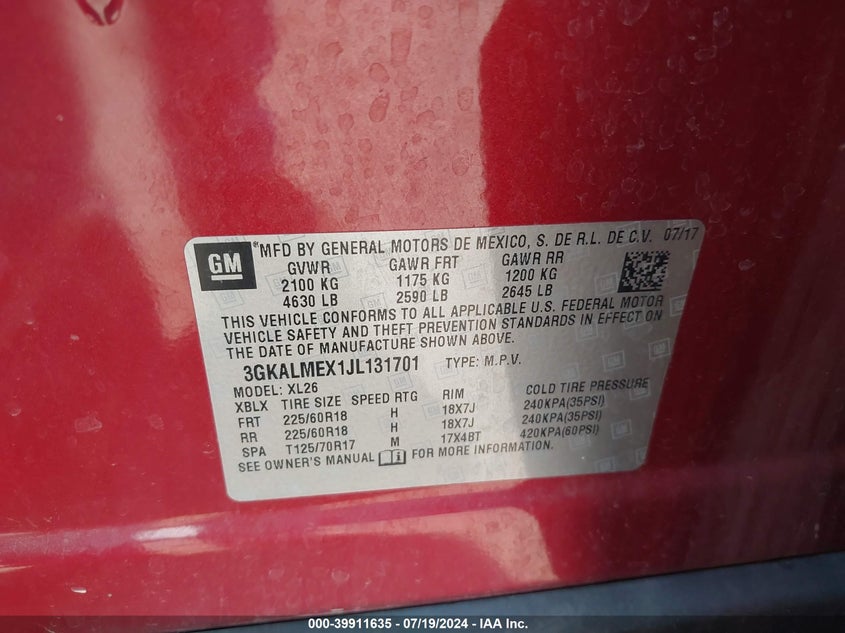 GM
®MFD BY GENERAL MOTORS DE MEXICO, S. DE R.L. DE C.V. 07/17
GVWR GAWR FRT GAWR RR
2100 KG 1175 KG 1200 KG
4630 LB 2590 LB 2645 LB
THIS VEHICLE CONFORMS TO ALL APPLICABLE U.S. FEDERAL MOTOR
VEHICLE SAFETY AND THEFT PREVENTION STANDARDS IN EFFECT ON
THE DATE OF MANUFACTURE SHOWN ABOVE.
3GKALMEX1JL131701 TYPE: M.P.V.
MODEL: XL26
XBLX TIRE SIZE SPEED RTG RIM COLD TIRE PRESSURE
FRT 225/60R18 H 18X7J 240KPA(35PSI)
RR 225/60R18 H 18X7J 240KPA(35PSI)
SPA T125/70R17 M 17X4BT 420KPA(60PSI)
SEE OWNER'S MANUAL FOR MORE INFORMATION.
000-39911635 / 07/19/2024 - IAA Inc.